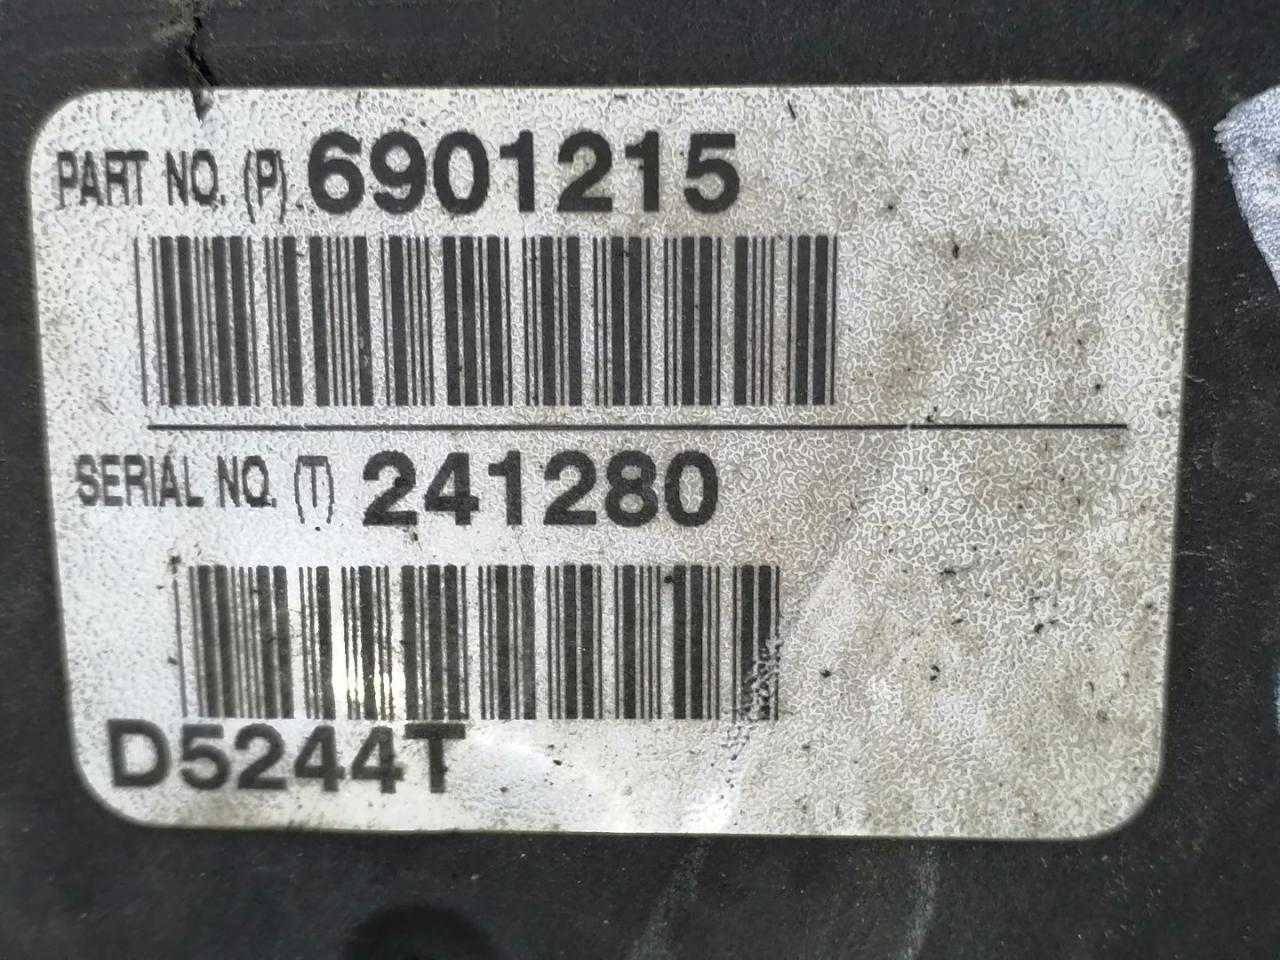 PART NO. (P) 6901215
SERIAL NO. (T) 241280
D5244T